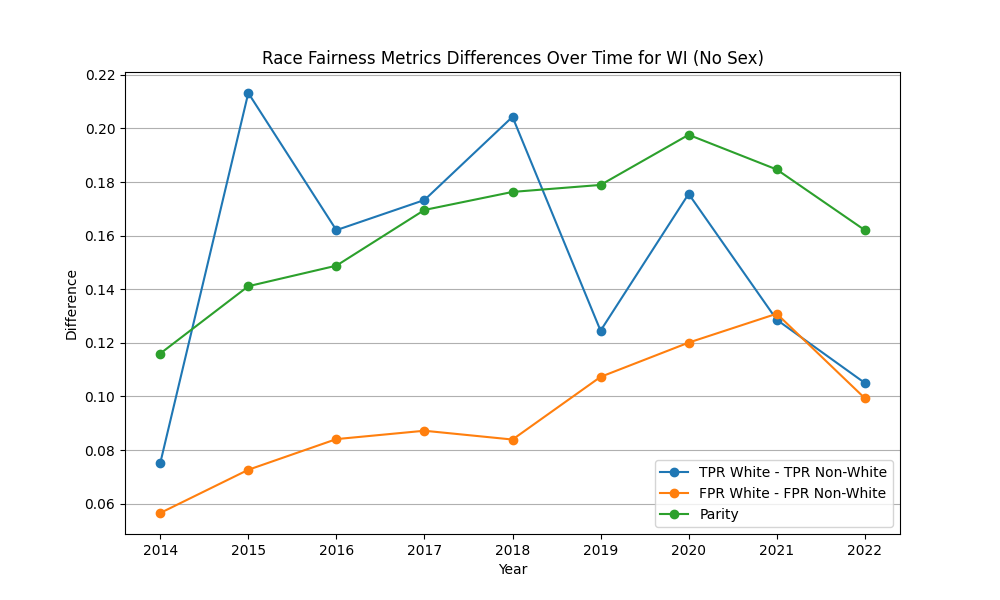 Race Fairness Metrics Differences Over Time for WI (No Sex)
0.22
0.20
0.18
0.16
0.14
0.12
0.10
0.08
0.06
Difference
TPR White - TPR Non-White
FPR White - FPR Non-White
Parity
2014 2015 2016 2017 2018 2019 2020 2021 2022
Year